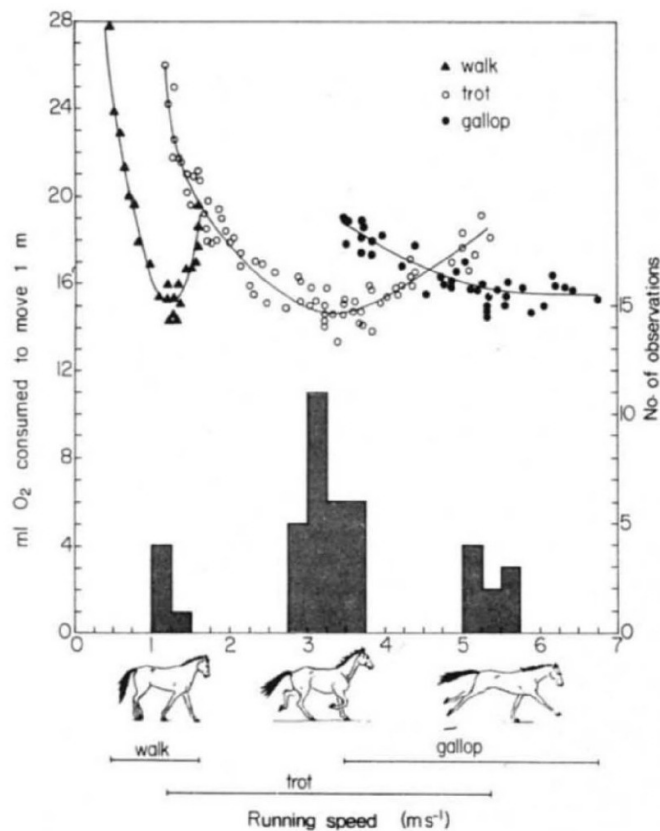 28
24
20
16
12
8
4
0
ml O₂ consumed to move 1 m
▲ walk
○ trot
● gallop
15
10
5
0
No. of observations
0 1 2 3 4 5 6 7
walk
gallop
trot
Running speed (m s⁻¹)